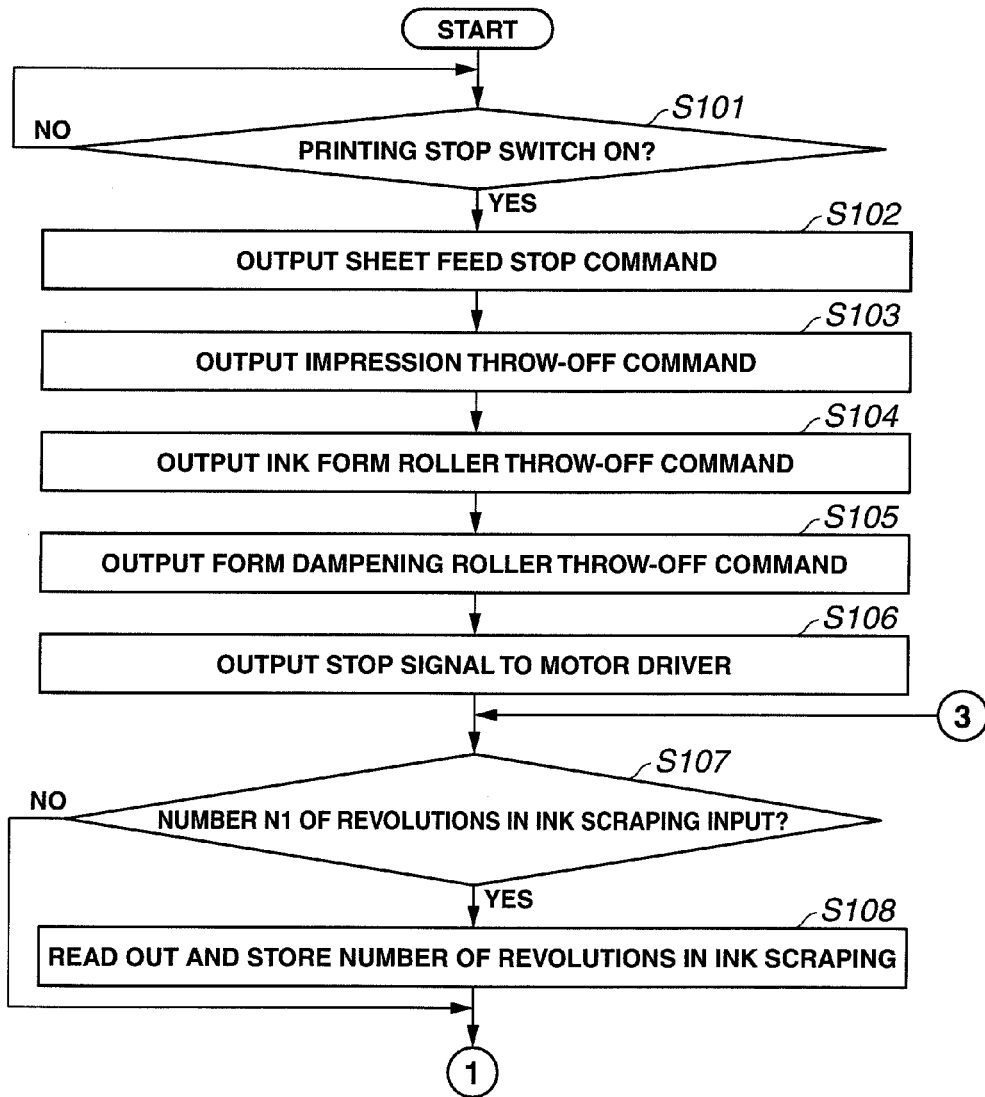 START
S101
NO
PRINTING STOP SWITCH ON?
YES
S102
OUTPUT SHEET FEED STOP COMMAND
S103
OUTPUT IMPRESSION THROW-OFF COMMAND
S104
OUTPUT INK FORM ROLLER THROW-OFF COMMAND
S105
OUTPUT FORM DAMPENING ROLLER THROW-OFF COMMAND
S106
OUTPUT STOP SIGNAL TO MOTOR DRIVER
3
S107
NO
NUMBER N1 OF REVOLUTIONS IN INK SCRAPING INPUT?
YES
S108
READ OUT AND STORE NUMBER OF REVOLUTIONS IN INK SCRAPING
1